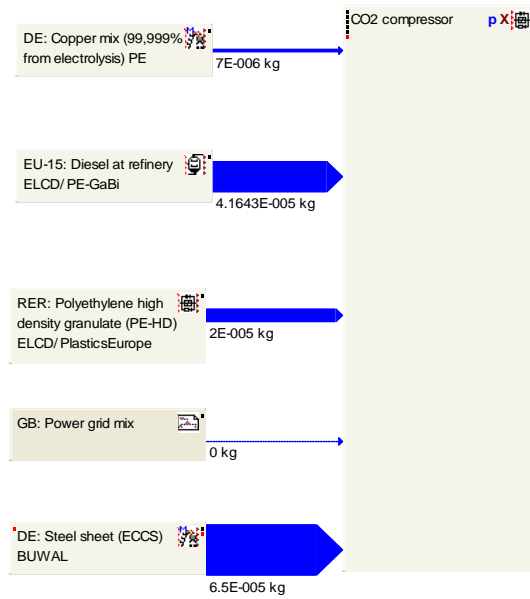 DE: Copper mix (99,999%
from electrolysis) PE
7E-006 kg
CO2 compressor
p X
EU-15: Diesel at refinery
ELCD/PE-GaBi
4.1643E-005 kg
RER: Polyethylene high
density granulate (PE-HD)
ELCD/PlasticsEurope
2E-005 kg
GB: Power grid mix
0 kg
DE: Steel sheet (ECCS)
BUWAL
6.5E-005 kg